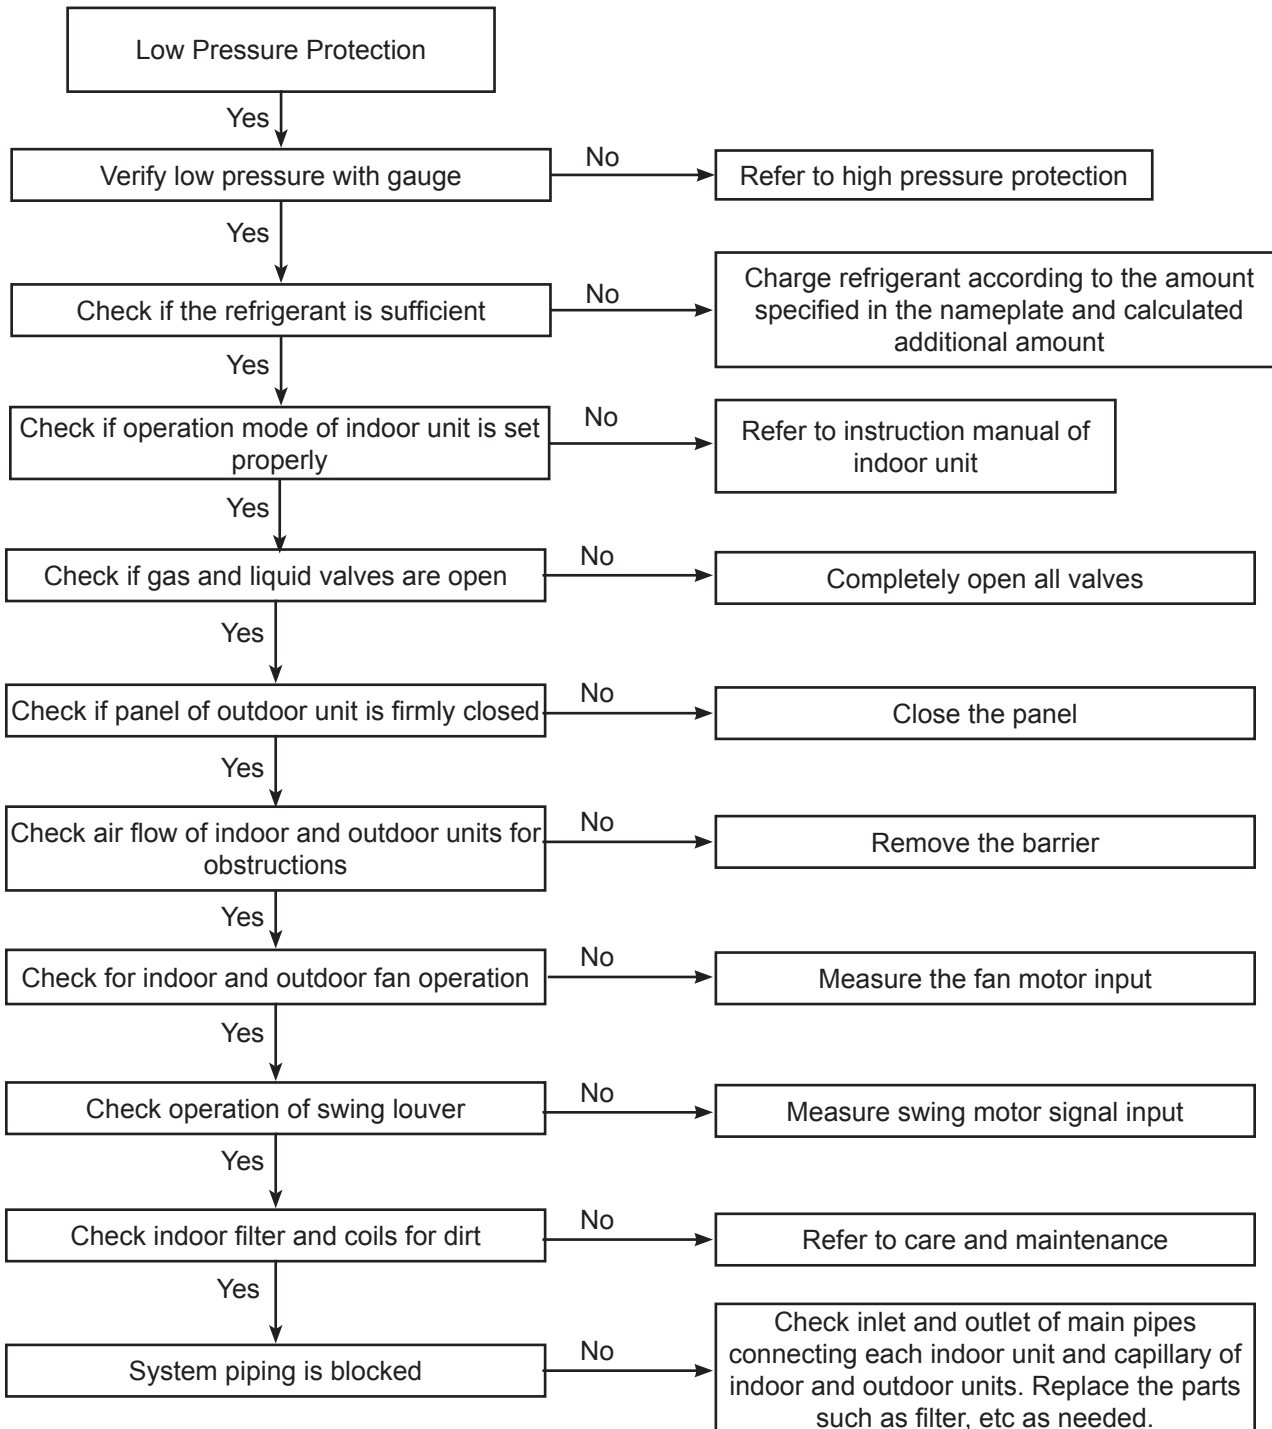 Low Pressure Protection
Yes
Verify low pressure with gauge
No
Refer to high pressure protection
Yes
Check if the refrigerant is sufficient
No
Charge refrigerant according to the amount
specified in the nameplate and calculated
additional amount
Yes
Check if operation mode of indoor unit is set
properly
No
Refer to instruction manual of
indoor unit
Yes
Check if gas and liquid valves are open
No
Completely open all valves
Yes
Check if panel of outdoor unit is firmly closed
No
Close the panel
Yes
Check air flow of indoor and outdoor units for
obstructions
No
Remove the barrier
Yes
Check for indoor and outdoor fan operation
No
Measure the fan motor input
Yes
Check operation of swing louver
No
Measure swing motor signal input
Yes
Check indoor filter and coils for dirt
No
Refer to care and maintenance
Yes
System piping is blocked
No
Check inlet and outlet of main pipes
connecting each indoor unit and capillary of
indoor and outdoor units. Replace the parts
such as filter, etc as needed.